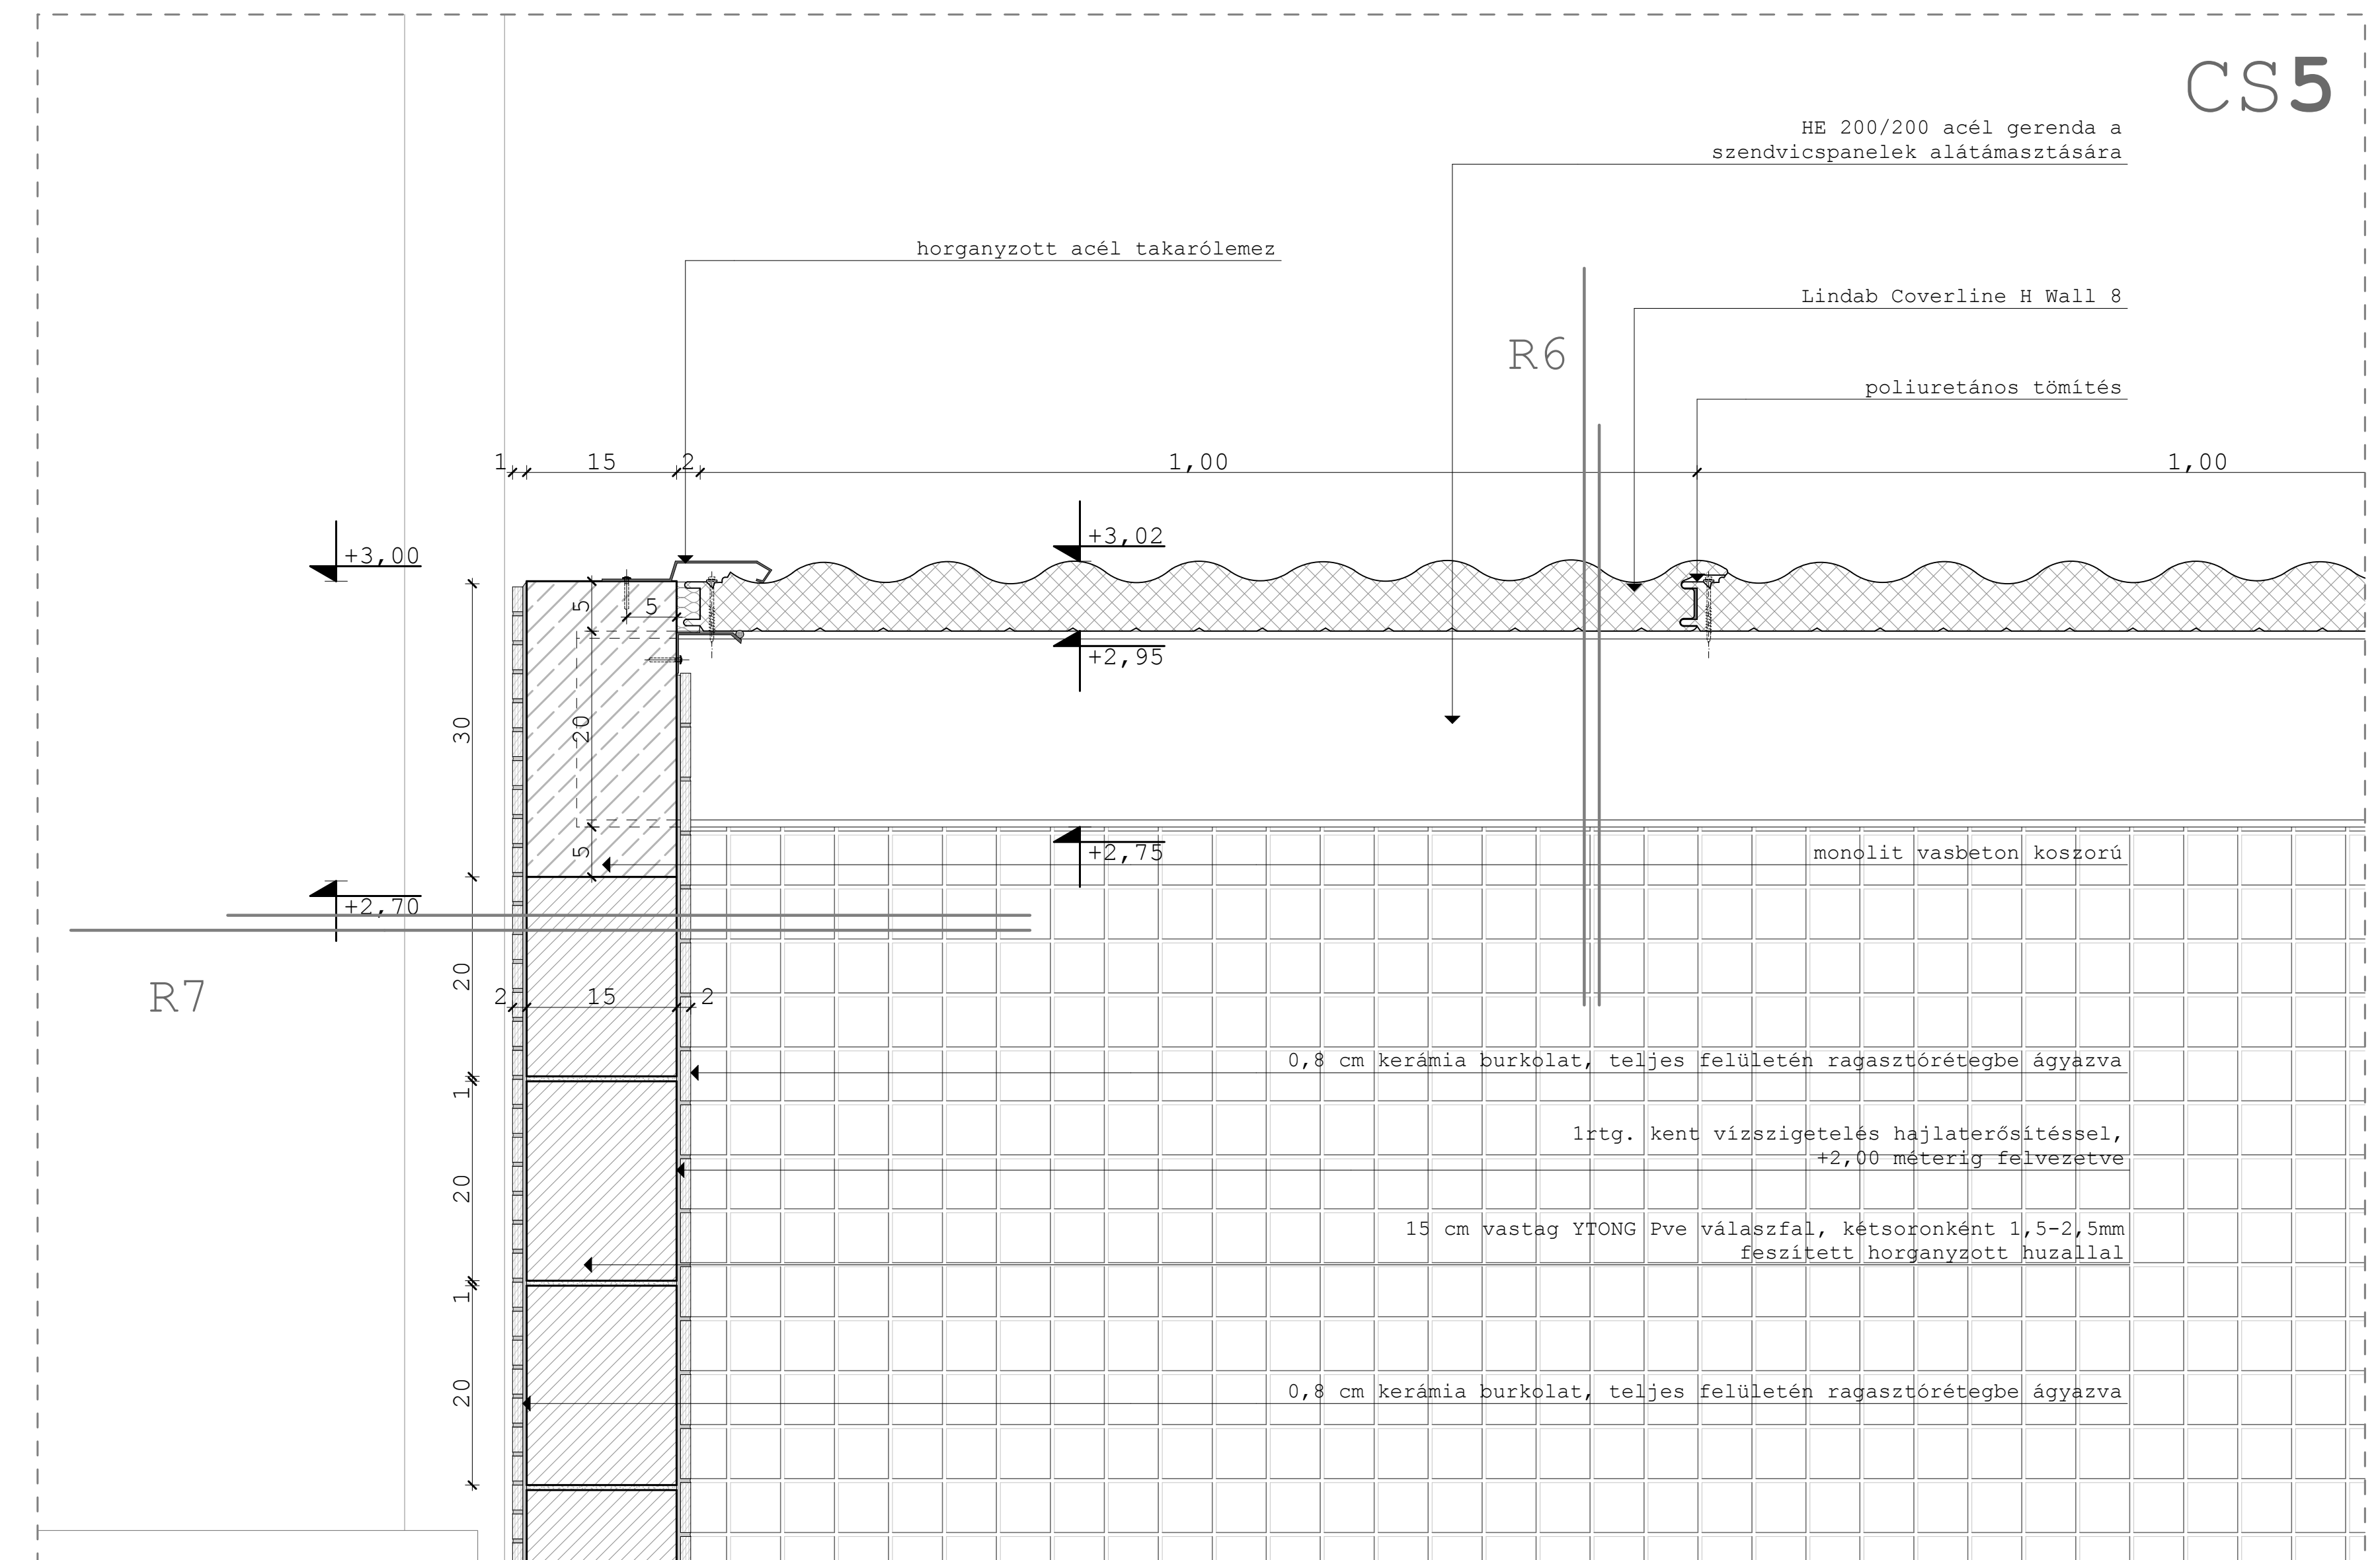 CS5
HE 200/200 acél gerenda a
szendvicspanelek alátámasztására
horganyzott acél takarólemez
Lindab Coverline H Wall 8
R6
poliuretános tömítés
1 15 2 1,00 1,00
+3,00
+3,02
5
5
+2,95
30
20
5
+2,75
monolit vasbeton koszorú
+2,70
R7
20
2 15 2
0,8 cm kerámia burkolat, teljes felületén ragasztórétegbe ágyazva
1
1rtg. kent vízszigetelés hajlaterősítéssel,
+2,00 méterig felvezetve
20
15 cm vastag YTONG Pve válaszfal, kétsoronként 1,5-2,5mm
feszített horganyzott huzallal
1
20
0,8 cm kerámia burkolat, teljes felületén ragasztórétegbe ágyazva